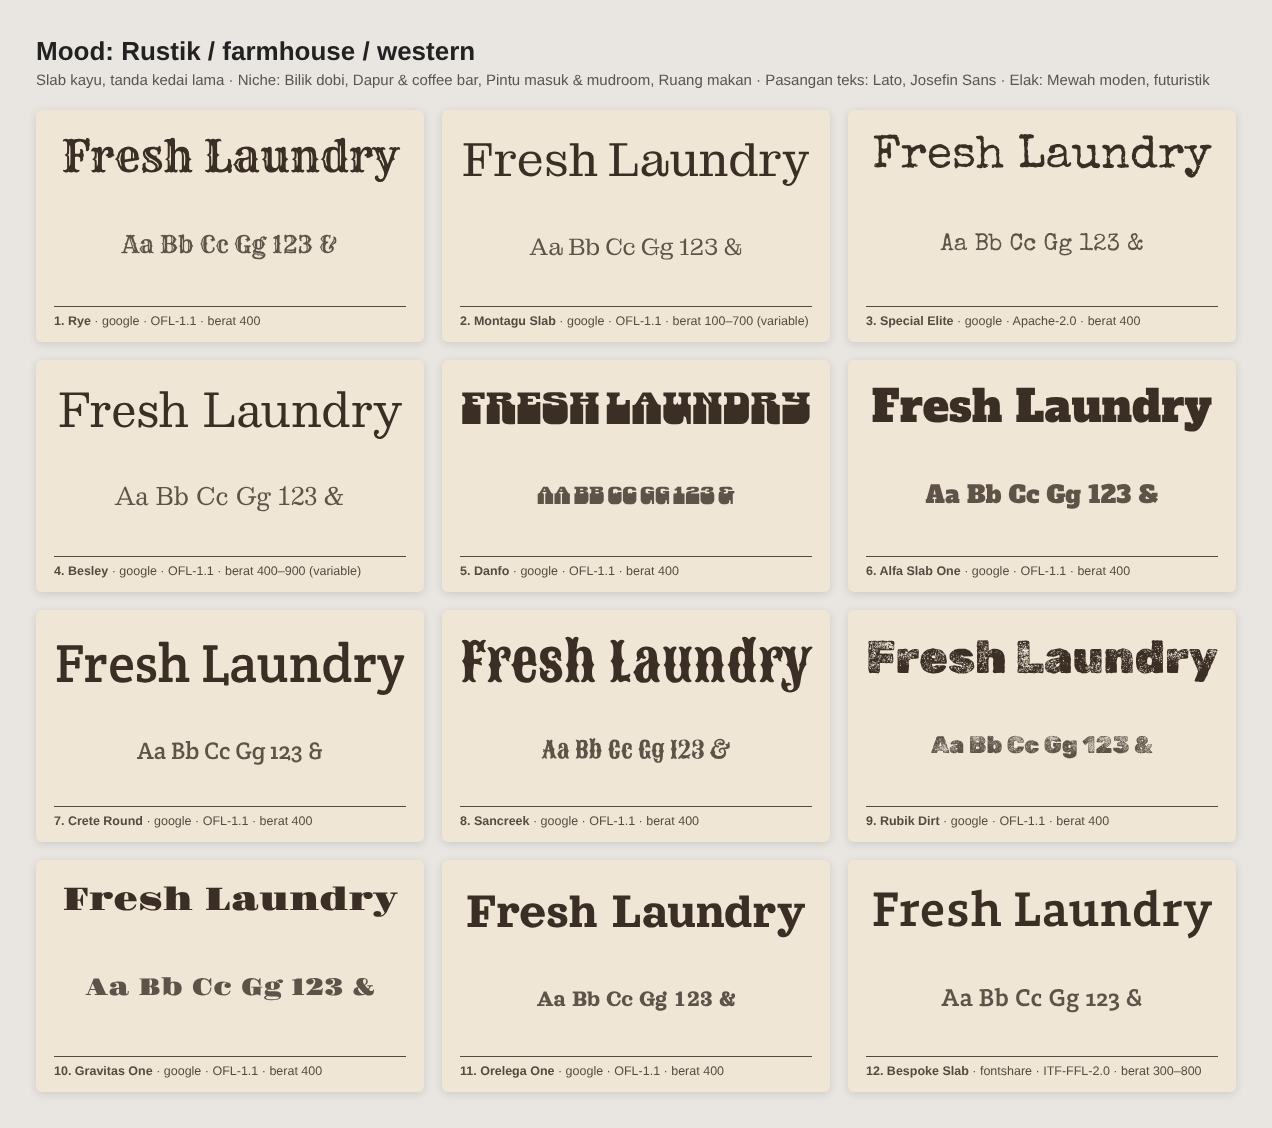 Mood: Rustik / farmhouse / western
Slab kayu, tanda kedai lama · Niche: Bilik dobi, Dapur & coffee bar, Pintu masuk & mudroom, Ruang makan · Pasangan teks: Lato, Josefin Sans · Elak: Mewah moden, futuristik
Fresh Laundry
Aa Bb Cc Gg 123 &
1. Rye · google · OFL-1.1 · berat 400
Fresh Laundry
Aa Bb Cc Gg 123 &
2. Montagu Slab · google · OFL-1.1 · berat 100–700 (variable)
Fresh Laundry
Aa Bb Cc Gg 123 &
3. Special Elite · google · Apache-2.0 · berat 400
Fresh Laundry
Aa Bb Cc Gg 123 &
4. Besley · google · OFL-1.1 · berat 400–900 (variable)
FRESH LAUNDRY
AA BB CC GG 123 &
5. Danfo · google · OFL-1.1 · berat 400
Fresh Laundry
Aa Bb Cc Gg 123 &
6. Alfa Slab One · google · OFL-1.1 · berat 400
Fresh Laundry
Aa Bb Cc Gg 123 &
7. Crete Round · google · OFL-1.1 · berat 400
Fresh Laundry
Aa Bb Cc Gg 123 &
8. Sancreek · google · OFL-1.1 · berat 400
Fresh Laundry
Aa Bb Cc Gg 123 &
9. Rubik Dirt · google · OFL-1.1 · berat 400
Fresh Laundry
Aa Bb Cc Gg 123 &
10. Gravitas One · google · OFL-1.1 · berat 400
Fresh Laundry
Aa Bb Cc Gg 123 &
11. Orelega One · google · OFL-1.1 · berat 400
Fresh Laundry
Aa Bb Cc Gg 123 &
12. Bespoke Slab · fontshare · ITF-FFL-2.0 · berat 300–800